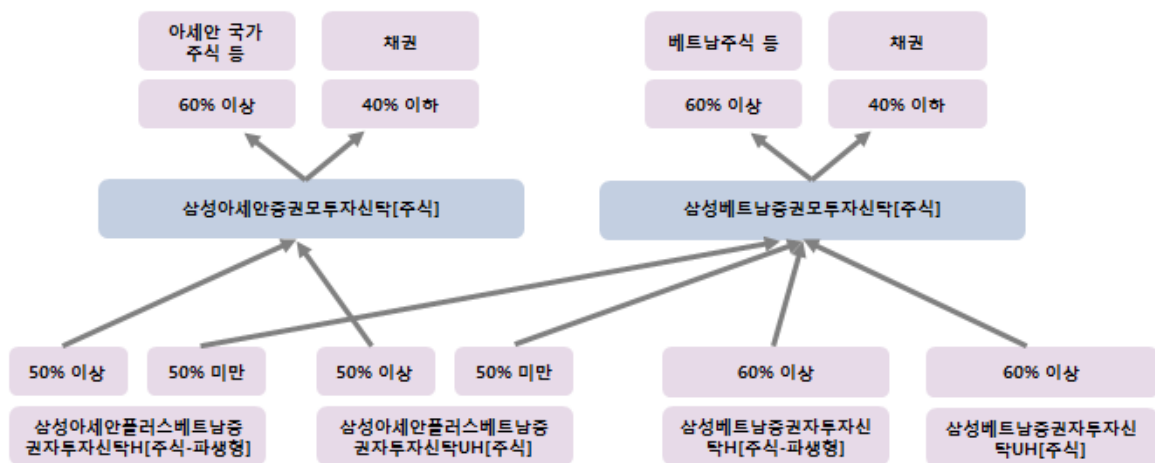 아세안 국가
주식 등
채권
베트남주식 등
채권
60% 이상
40% 이하
60% 이상
40% 이하
삼성아세안증권모투자신탁[주식]
삼성베트남증권모투자신탁[주식]
50% 이상
50% 미만
50% 이상
50% 미만
60% 이상
60% 이상
삼성아세안플러스베트남증
권자투자신탁H[주식-파생형]
삼성아세안플러스베트남증
권자투자신탁UH[주식]
삼성베트남증권자투자신
탁H[주식-파생형]
삼성베트남증권자투자신
탁UH[주식]